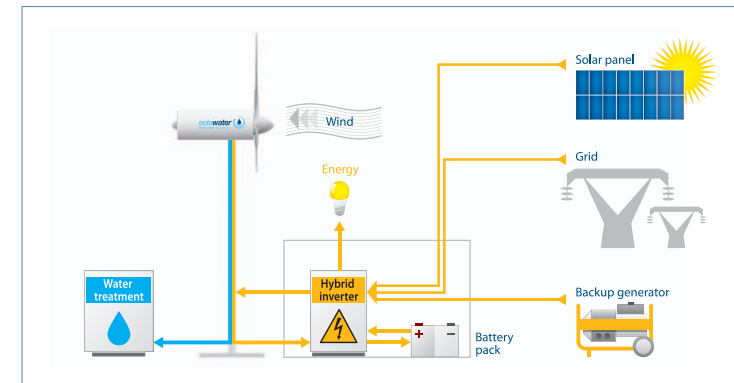 Solar panel
eolewater
Wind
Grid
Energy
Water
treatment
Hybrid
inverter
Backup generator
Battery
pack